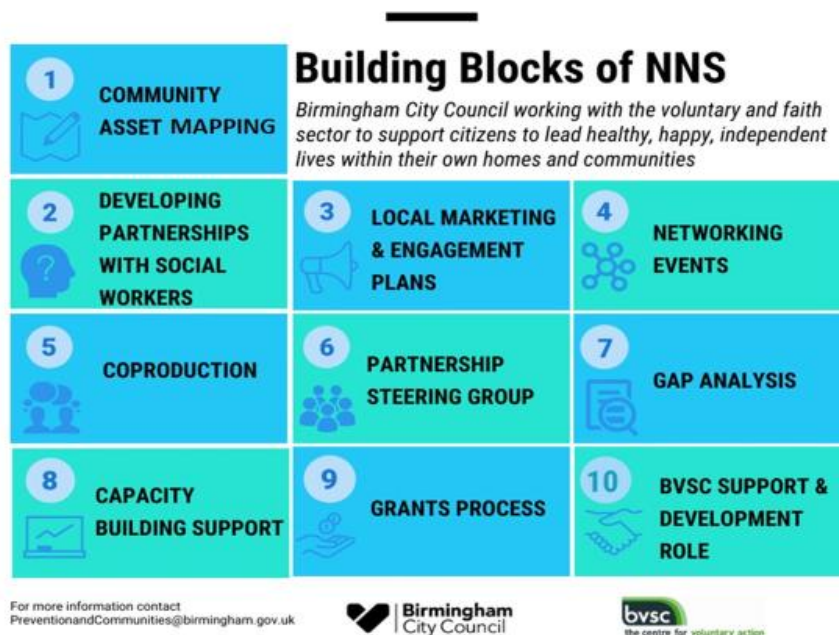 Building Blocks of NNS
Birmingham City Council working with the voluntary and faith
sector to support citizens to lead healthy, happy, independent
lives within their own homes and communities
1
COMMUNITY
ASSET MAPPING
2
DEVELOPING
PARTNERSHIPS
WITH SOCIAL
WORKERS
3
LOCAL MARKETING
& ENGAGEMENT
PLANS
4
NETWORKING
EVENTS
5
COPRODUCTION
6
PARTNERSHIP
STEERING GROUP
7
GAP ANALYSIS
8
CAPACITY
BUILDING SUPPORT
9
GRANTS PROCESS
10
BVSC SUPPORT &
DEVELOPMENT
ROLE
For more information contact
PreventionandCommunities@birmingham.gov.uk
Birmingham
City Council
bvsc
the centre for voluntary action